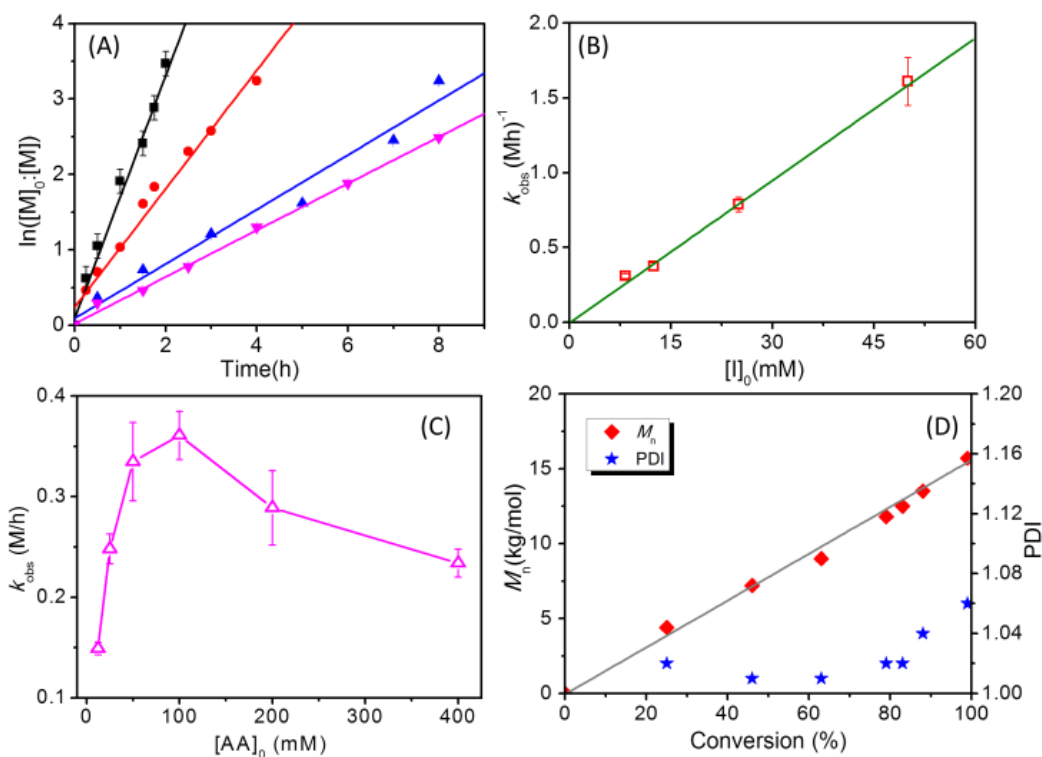 (A)
ln([M]₀:[M])
4
3
2
1
0
0 2 4 6 8
Time(h)
(B)
k_obs (Mh)⁻¹
2.0
1.5
1.0
0.5
0.0
0 15 30 45 60
[I]₀(mM)
(C)
k_obs (M/h)
0.4
0.3
0.2
0.1
0 100 200 300 400
[AA]₀ (mM)
(D)
M_n
PDI
M_n(kg/mol)
20
15
10
5
0
0 20 40 60 80 100
Conversion (%)
1.20
1.16
1.12
1.08
1.04
1.00
PDI